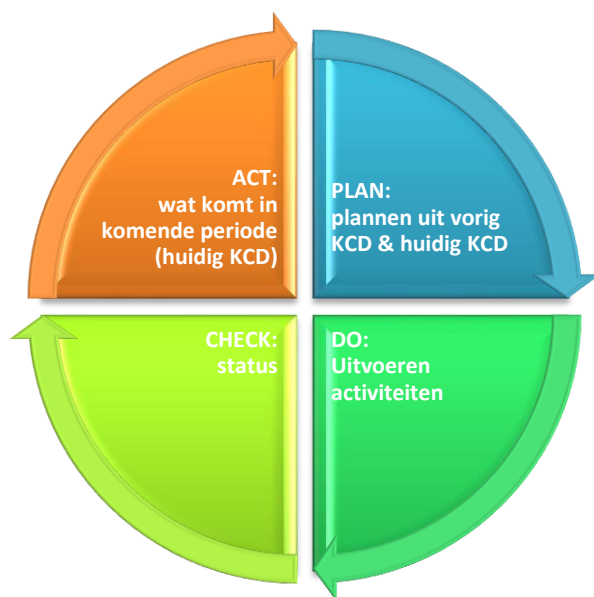 ACT:
wat komt in
komende periode
(huidig KCD)
PLAN:
plannen uit vorig
KCD & huidig KCD
CHECK:
status
DO:
Uitvoeren
activiteiten